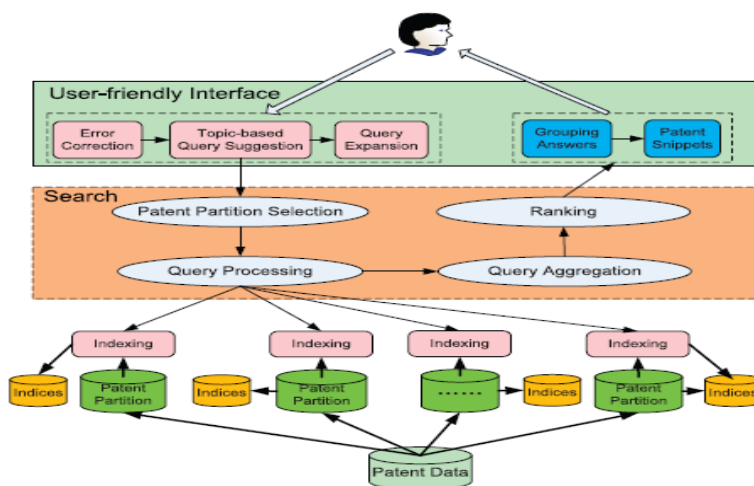 User-friendly Interface
Error
Correction
Topic-based
Query Suggestion
Query
Expansion
Grouping
Answers
Patent
Snippets
Search
Patent Partition Selection
Ranking
Query Processing
Query Aggregation
Indexing
Indexing
Indexing
Indexing
Indices
Patent
Partition
Indices
Patent
Partition
......
Indices
Patent
Partition
Indices
Patent Data